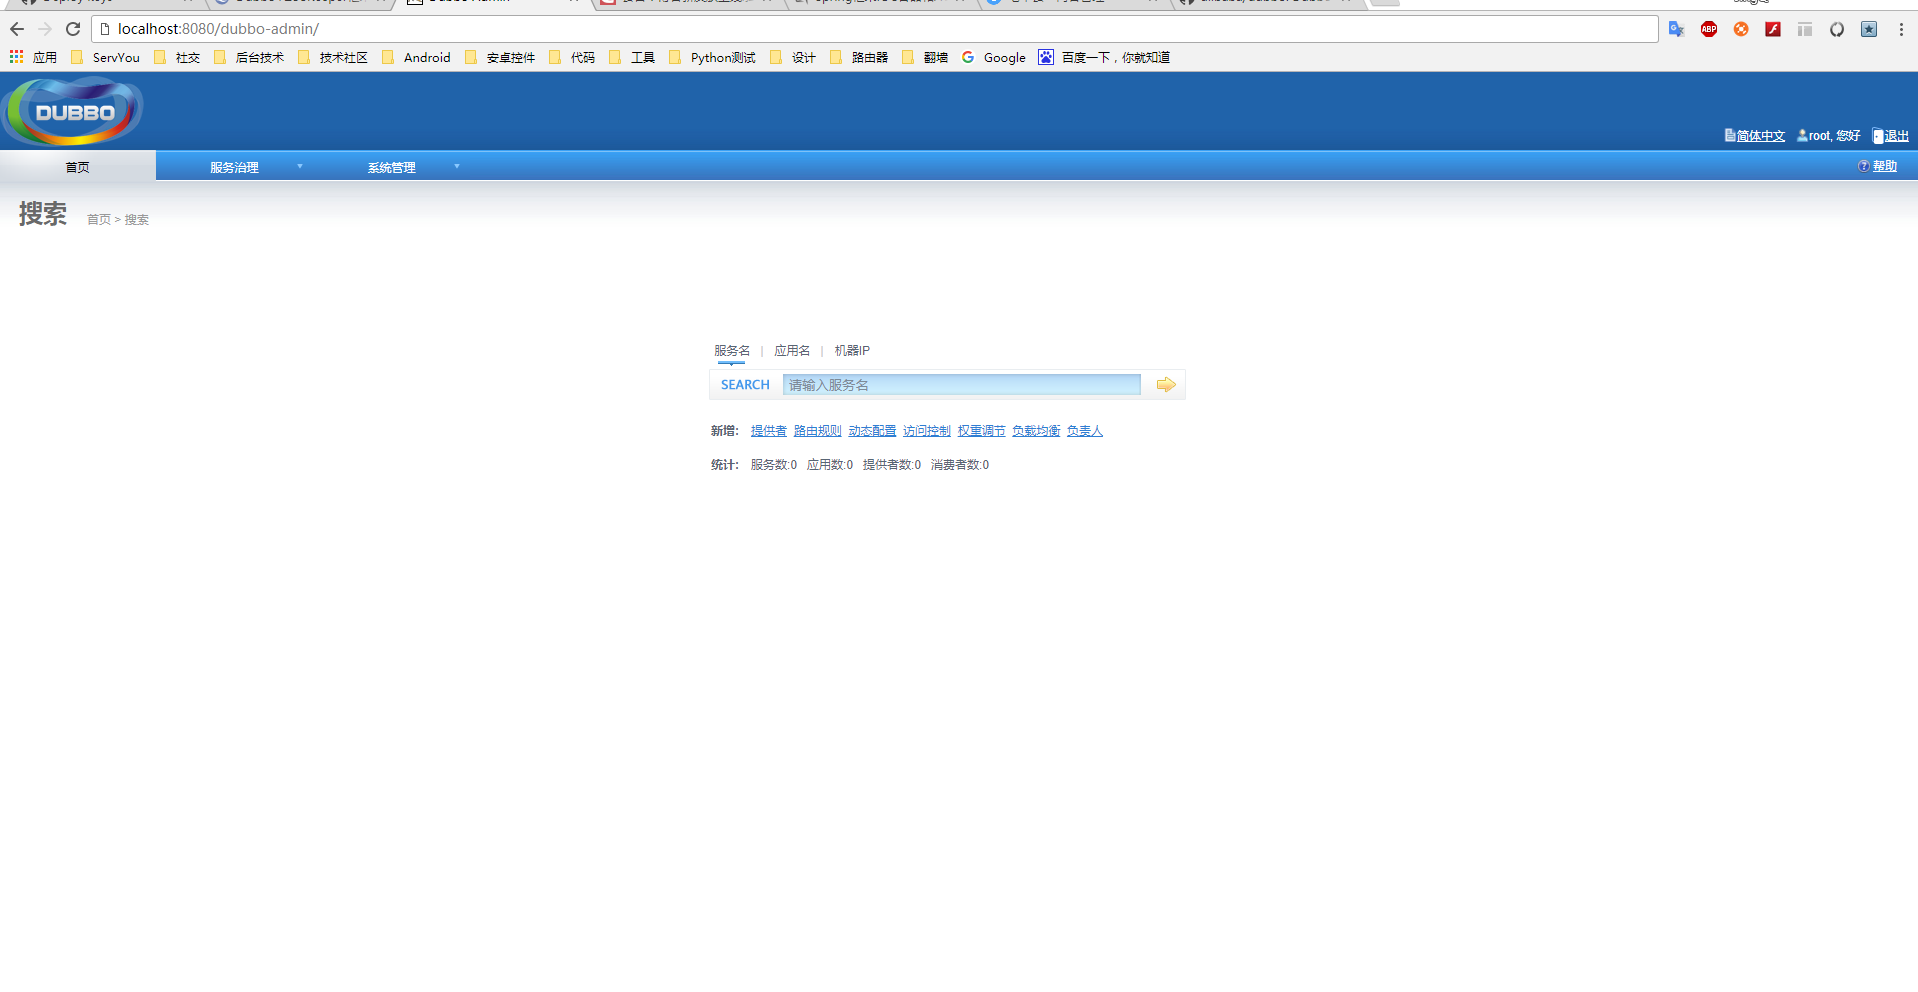 localhost:8080/dubbo-admin/
应用 ServYou 社交 后台技术 技术社区 Android 安卓控件 代码 工具 Python测试 设计 路由器 翻墙 Google 百度一下，你就知道
DUBBO
简体中文 root, 您好 退出
首页 服务治理 系统管理 帮助
搜索 首页 > 搜索
服务名 | 应用名 | 机器IP
SEARCH 请输入服务名
新增: 提供者 路由规则 动态配置 访问控制 权重调节 负载均衡 负责人
统计: 服务数:0 应用数:0 提供者数:0 消费者数:0